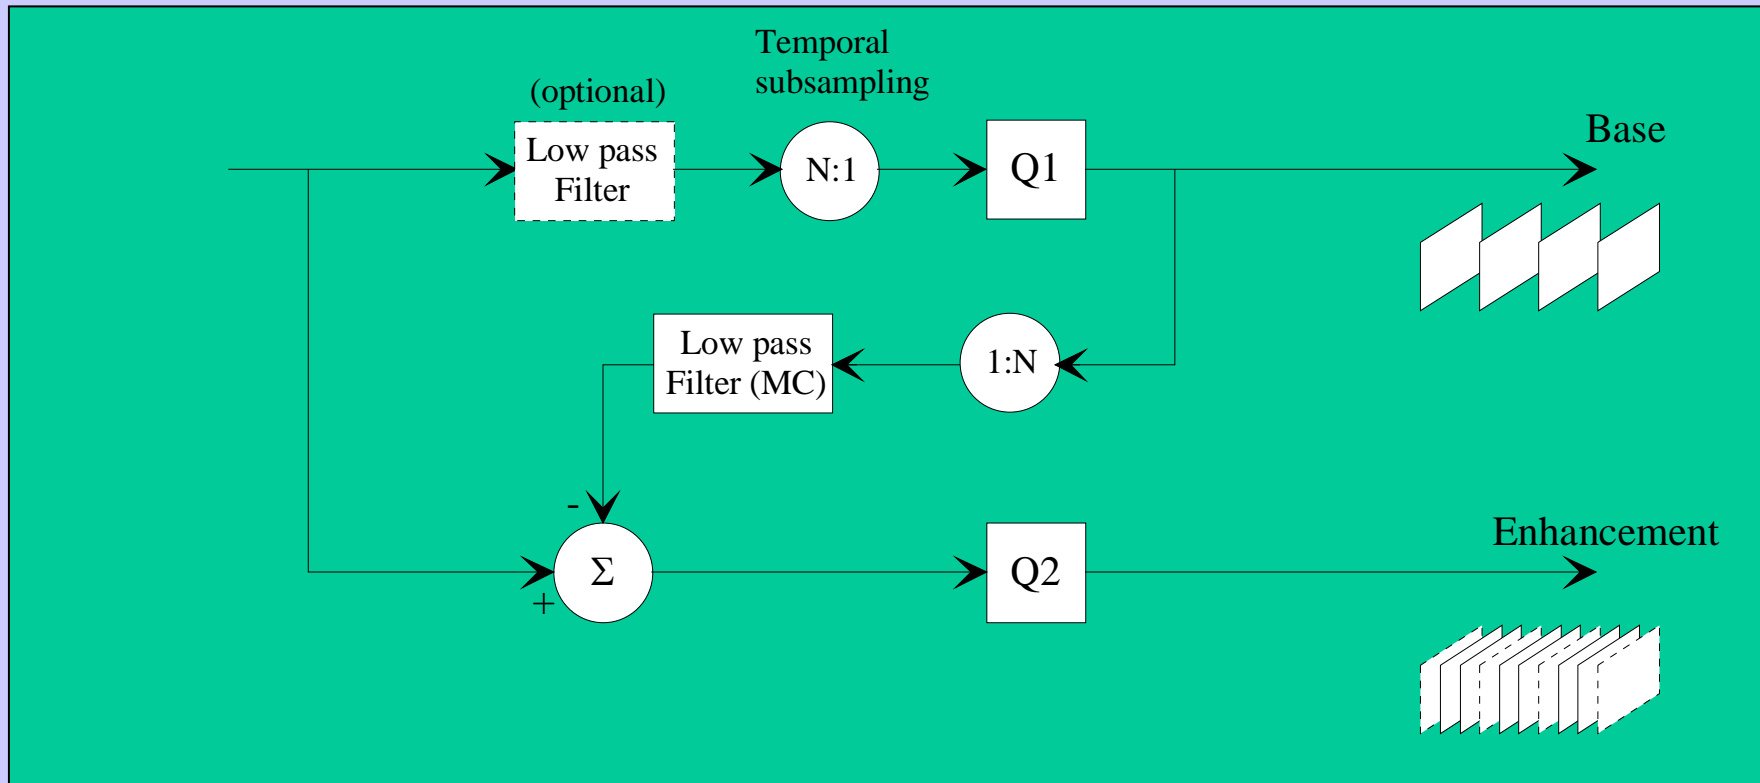 Temporal
subsampling
(optional)
Low pass
Filter
N:1
Q1
Base
Low pass
Filter (MC)
1:N
-
+
Σ
Q2
Enhancement